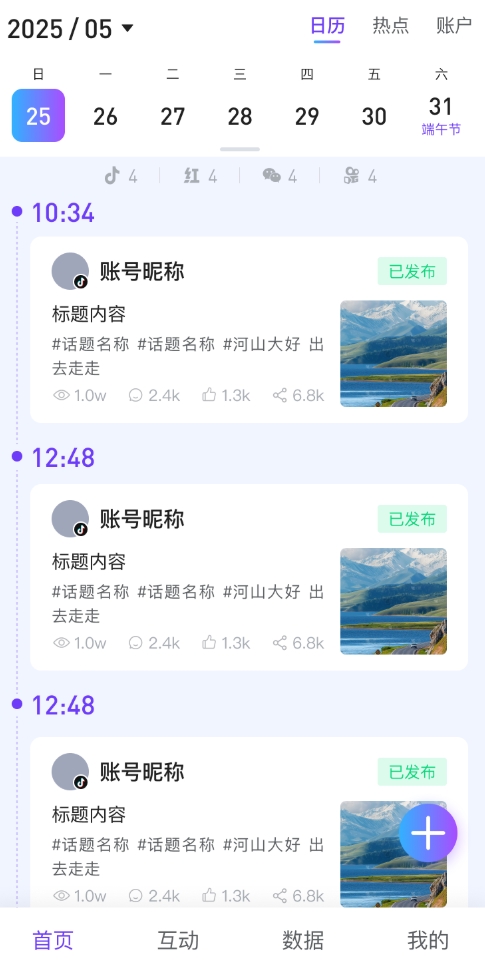 2025 / 05 日历 热点 账户
日 一 二 三 四 五 六
25 26 27 28 29 30 31
端午节
4 红 4 4 4
10:34
账号昵称 已发布
标题内容
#话题名称 #话题名称 #河山大好 出
去走走
1.0w 2.4k 1.3k 6.8k
12:48
账号昵称 已发布
标题内容
#话题名称 #话题名称 #河山大好 出
去走走
1.0w 2.4k 1.3k 6.8k
12:48
账号昵称 已发布
标题内容
#话题名称 #话题名称 #河山大好 出
去走走
1.0w 2.4k 1.3k 6.8k
首页 互动 数据 我的